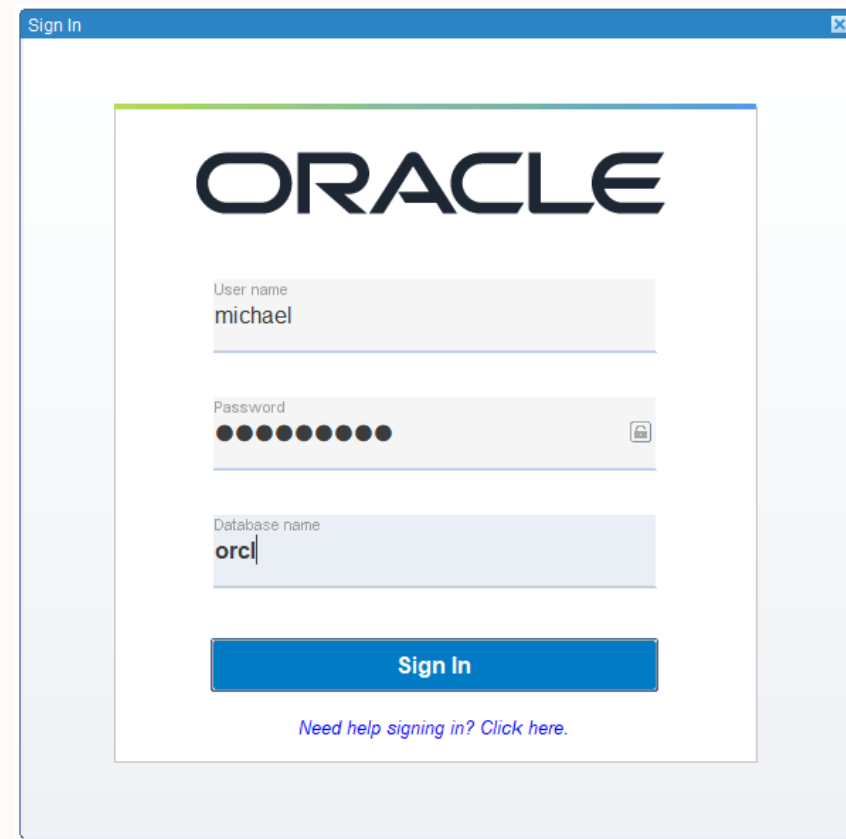 Sign In
ORACLE
User name
michael
Password
●●●●●●●●●
Database name
orcl
Sign In
Need help signing in? Click here.